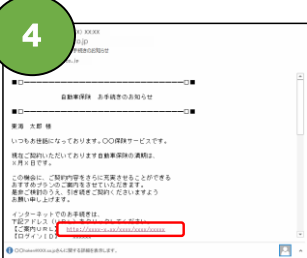 4
xxxx
自動車保険 お手続きのお知らせ
東海 太郎 様
いつもお世話になっております。〇〇保険サービスです。
現在ご契約いただいております自動車保険の満期は、
×月×日です。
この機会に、ご契約内容をさらに充実させることができる
おすすめプランのご案内をさせていただきます。
是非ご検討のうえ、引き続きご契約くださいますよう
お願い申し上げます。
インターネットでのお手続きは、
【ご案内URL】
【ログインID】